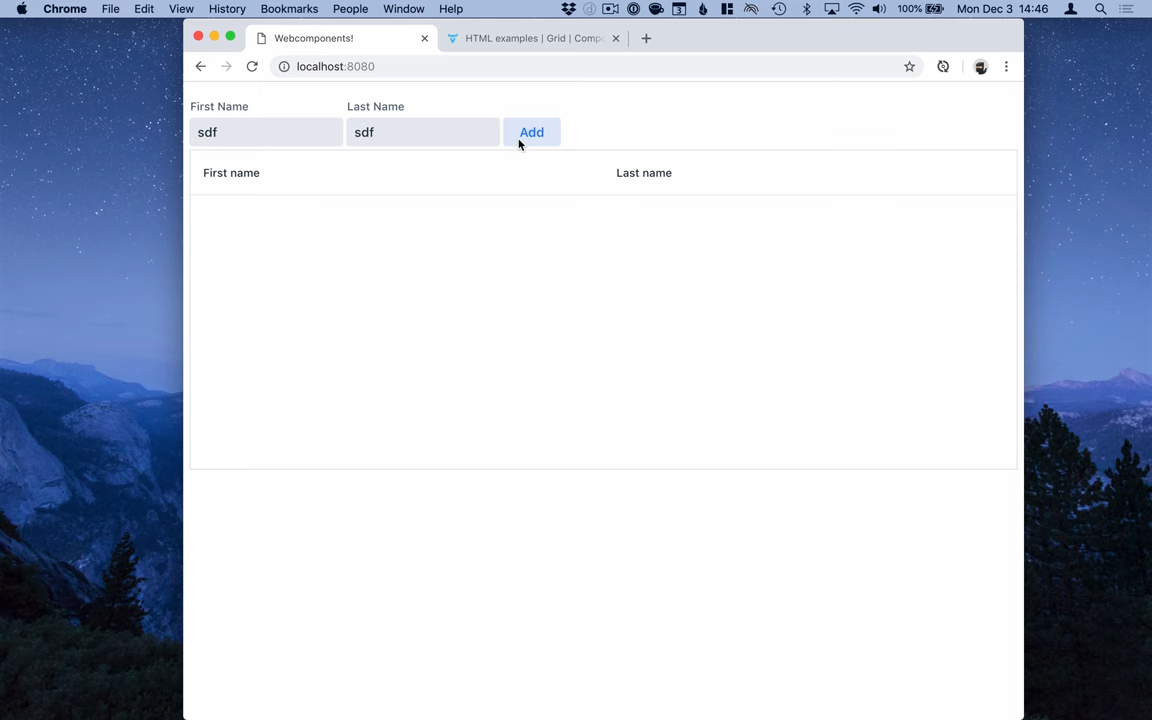 Chrome File Edit View History Bookmarks People Window Help 3 100% Mon Dec 3 14:46
Webcomponents! HTML examples | Grid | Comp
localhost:8080
First Name Last Name
sdf sdf Add
First name Last name